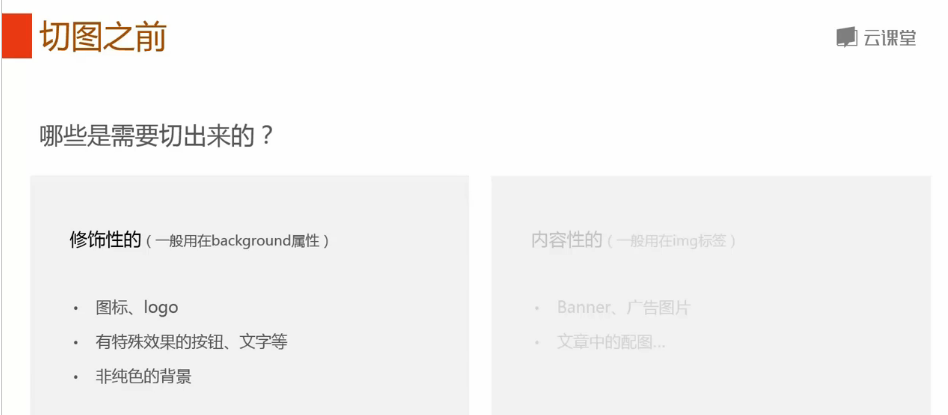 切图之前
云课堂
哪些是需要切出来的？
修饰性的（一般用在background属性）
• 图标、logo
• 有特殊效果的按钮、文字等
• 非纯色的背景
内容性的（一般用在img标签）
• Banner、广告图片
• 文章中的配图...